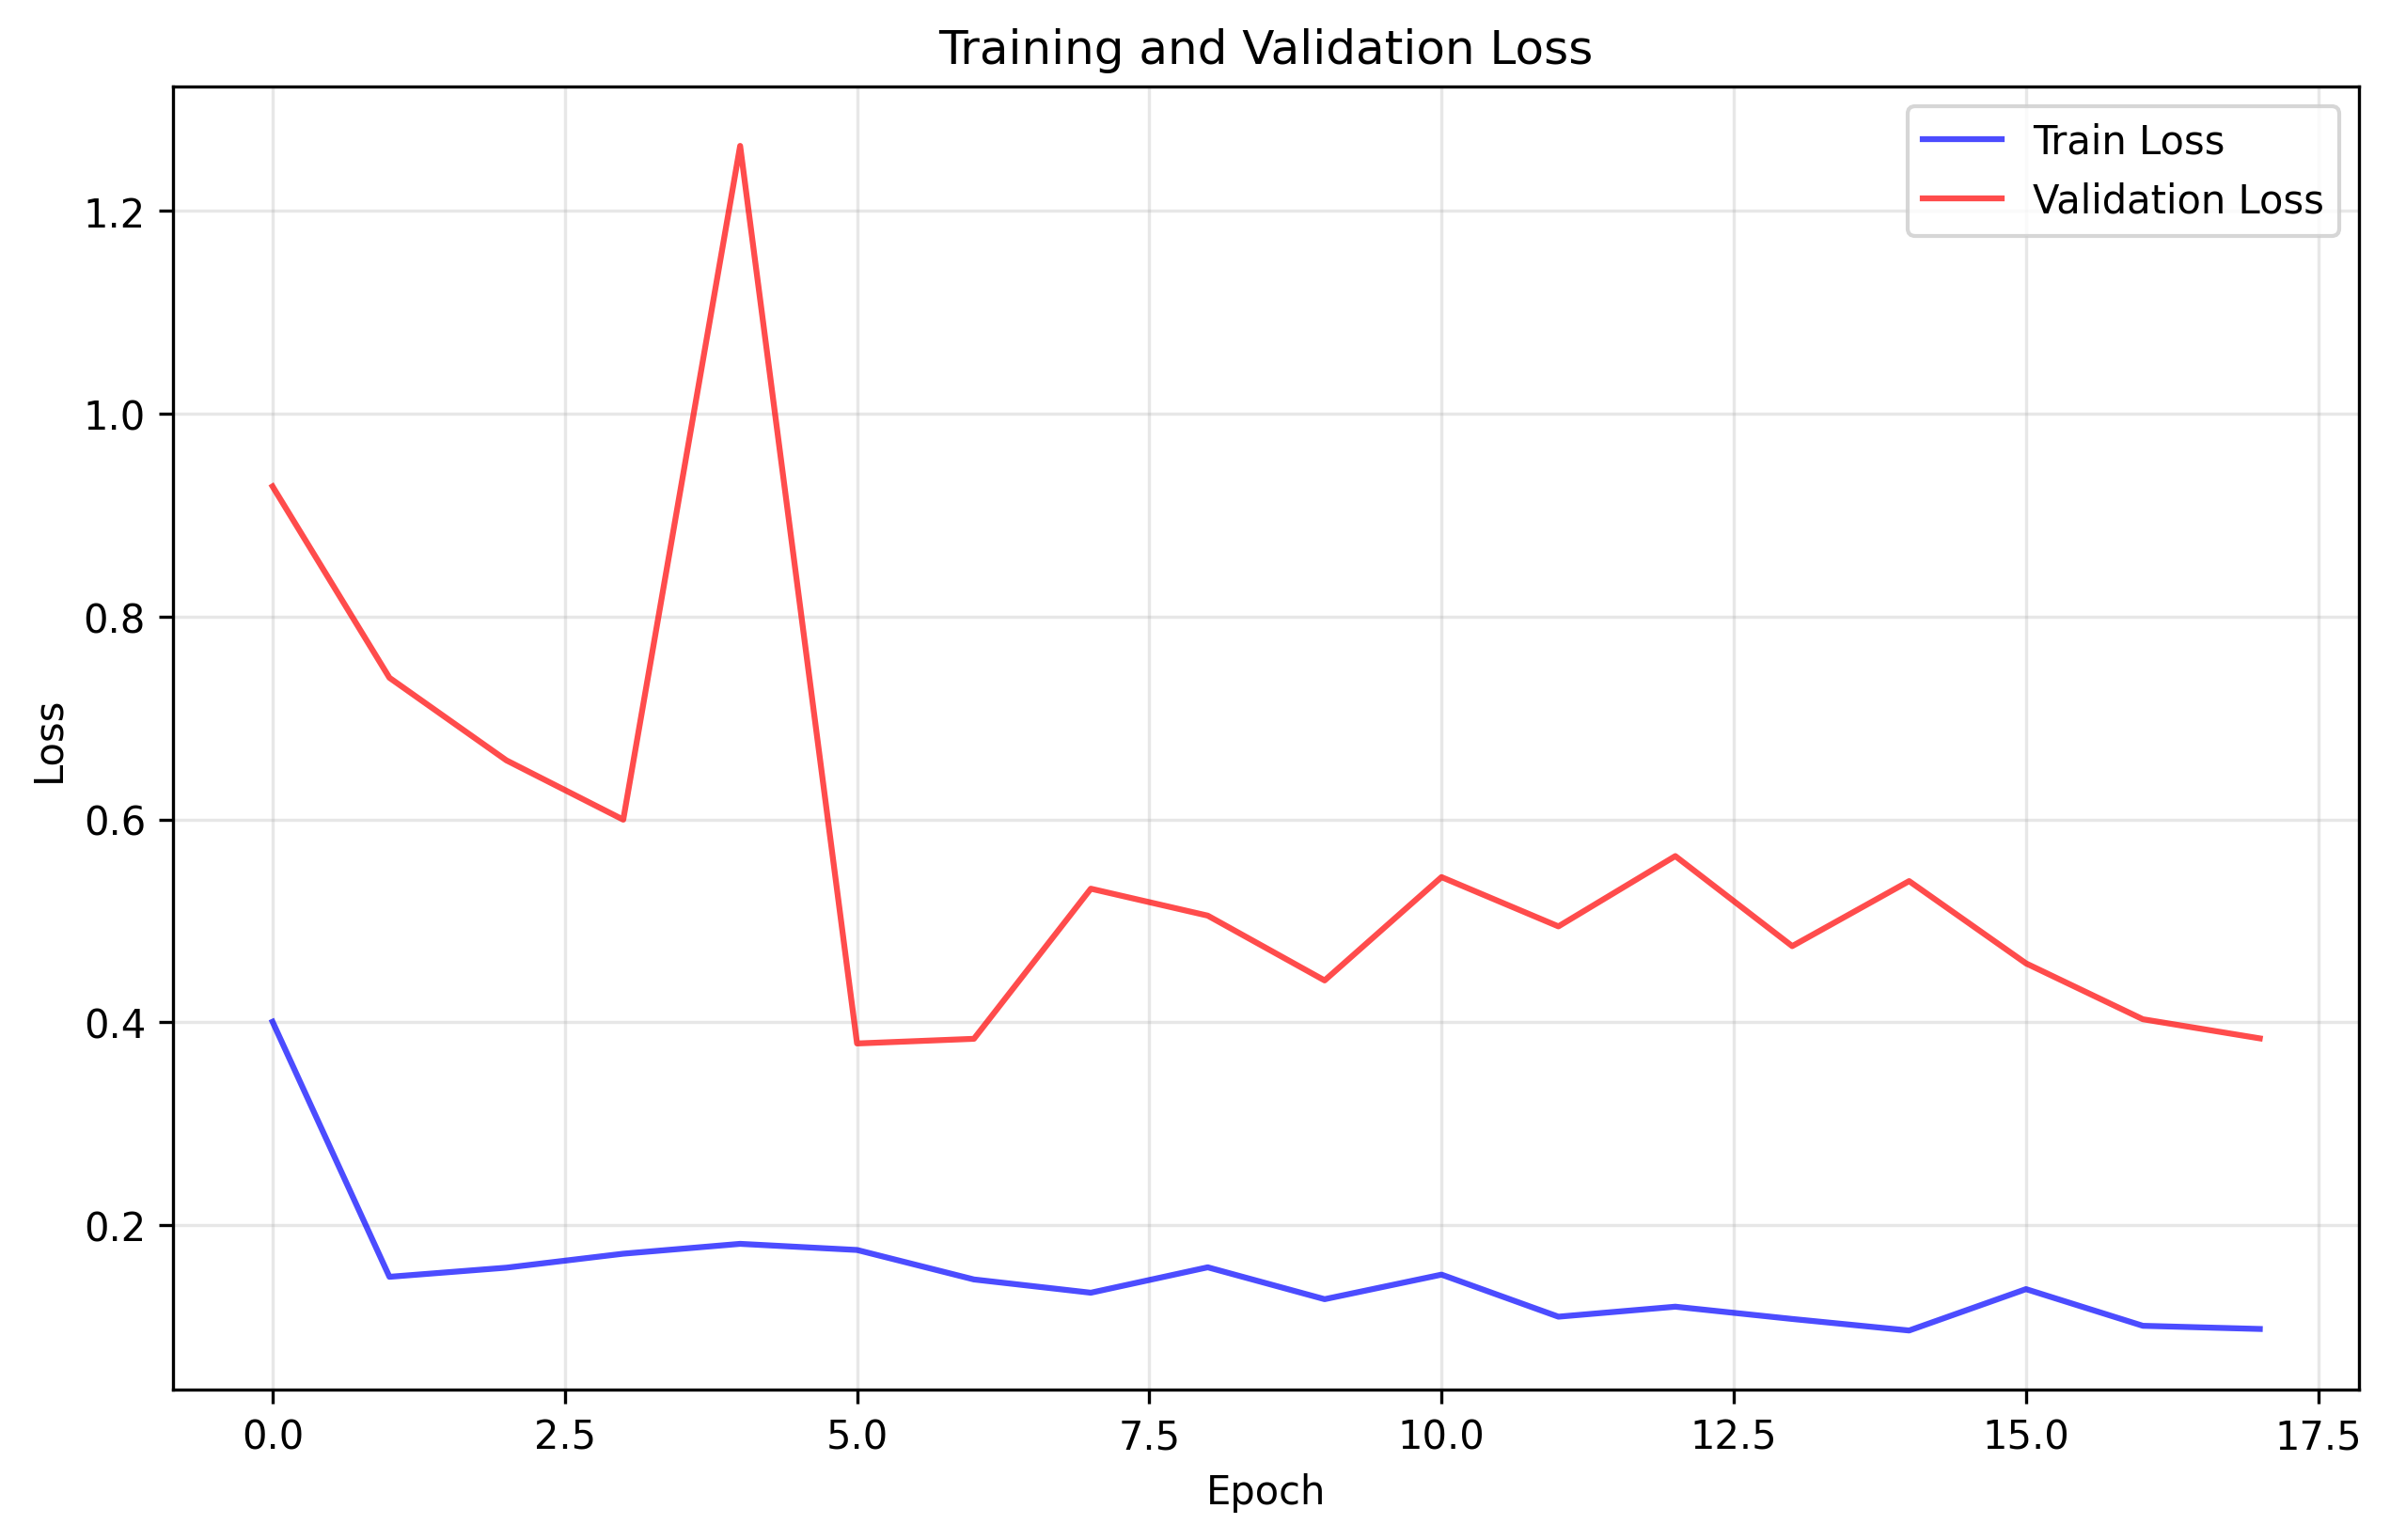 Training and Validation Loss
Train Loss
Validation Loss
1.2
1.0
0.8
0.6
0.4
0.2
Loss
0.0 2.5 5.0 7.5 10.0 12.5 15.0 17.5
Epoch